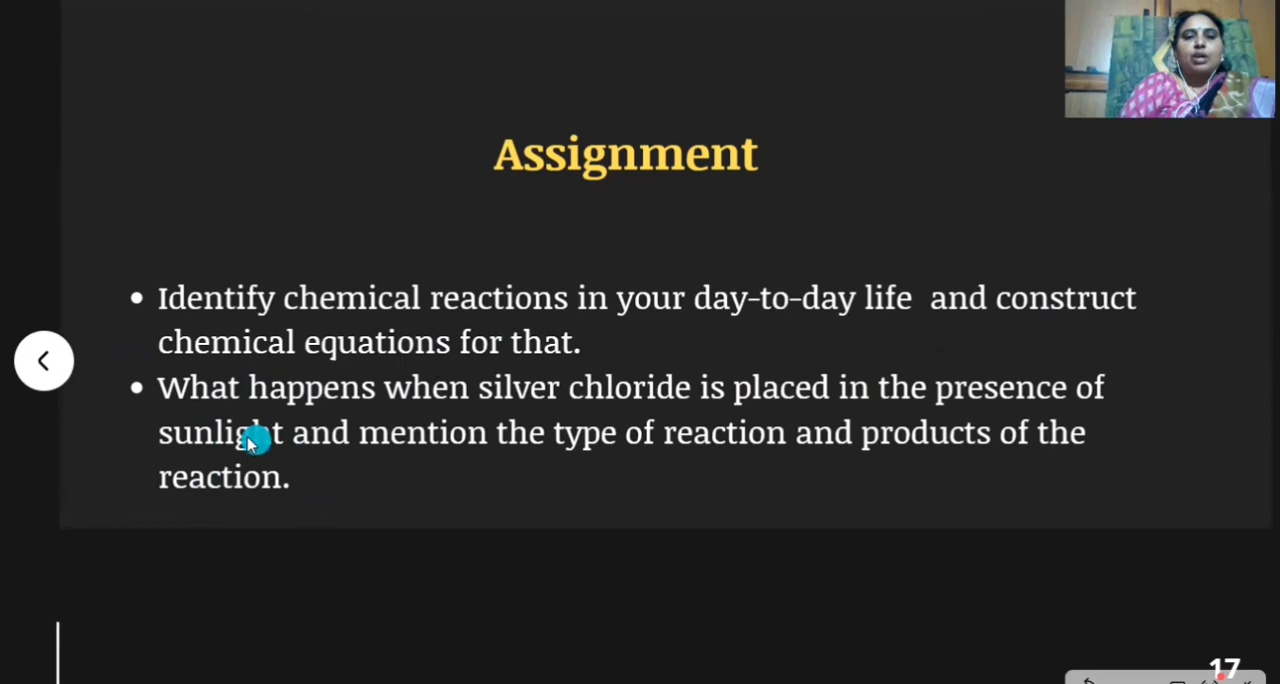 Assignment
• Identify chemical reactions in your day-to-day life and construct
chemical equations for that.
• What happens when silver chloride is placed in the presence of
sunlight and mention the type of reaction and products of the
reaction.
17